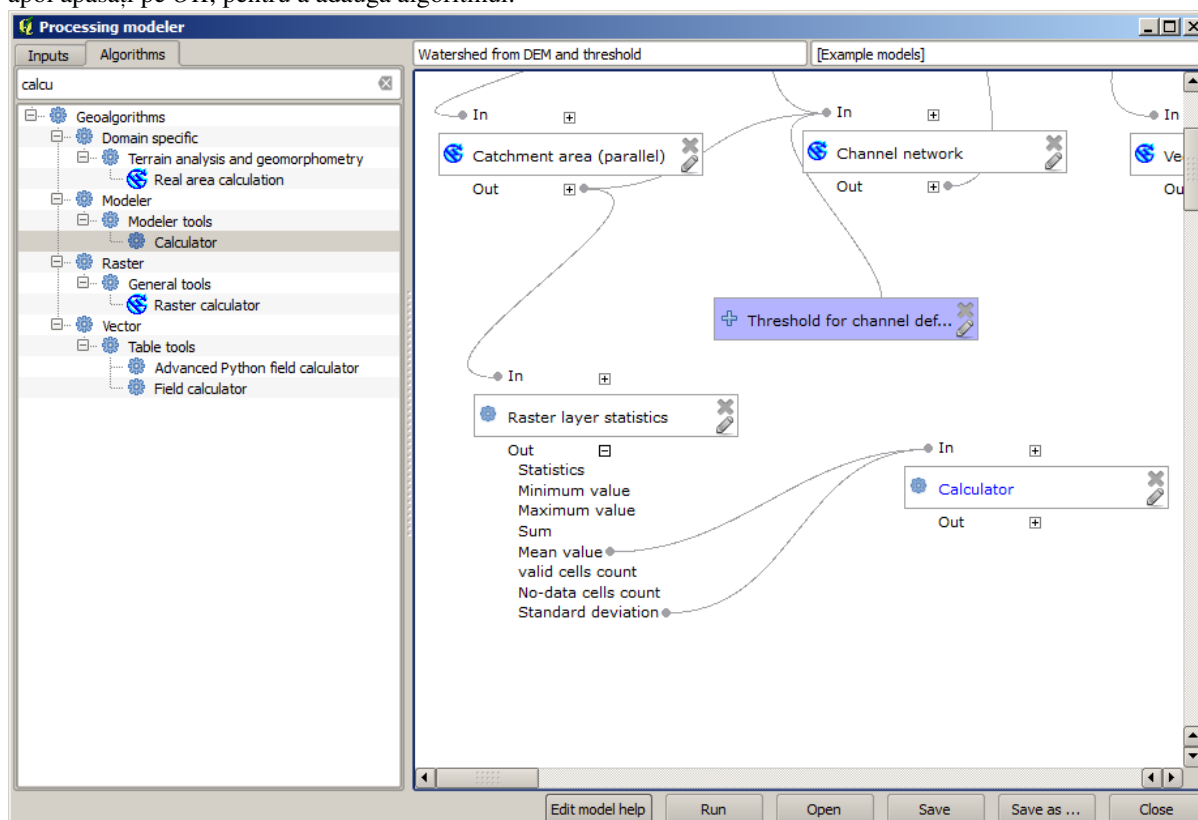 Processing modeler
Inputs
Algorithms
Watershed from DEM and threshold
[Example models]
calcu
Geoalgorithms
Domain specific
Terrain analysis and geomorphometry
Real area calculation
Modeler
Modeler tools
Calculator
Raster
General tools
Raster calculator
Vector
Table tools
Advanced Python field calculator
Field calculator
In
Catchment area (parallel)
Out
In
Channel network
Out
In
Threshold for channel def...
In
Raster layer statistics
Out
Statistics
Minimum value
Maximum value
Sum
Mean value
valid cells count
No-data cells count
Standard deviation
In
Calculator
Out
Edit model help
Run
Open
Save
Save as ...
Close